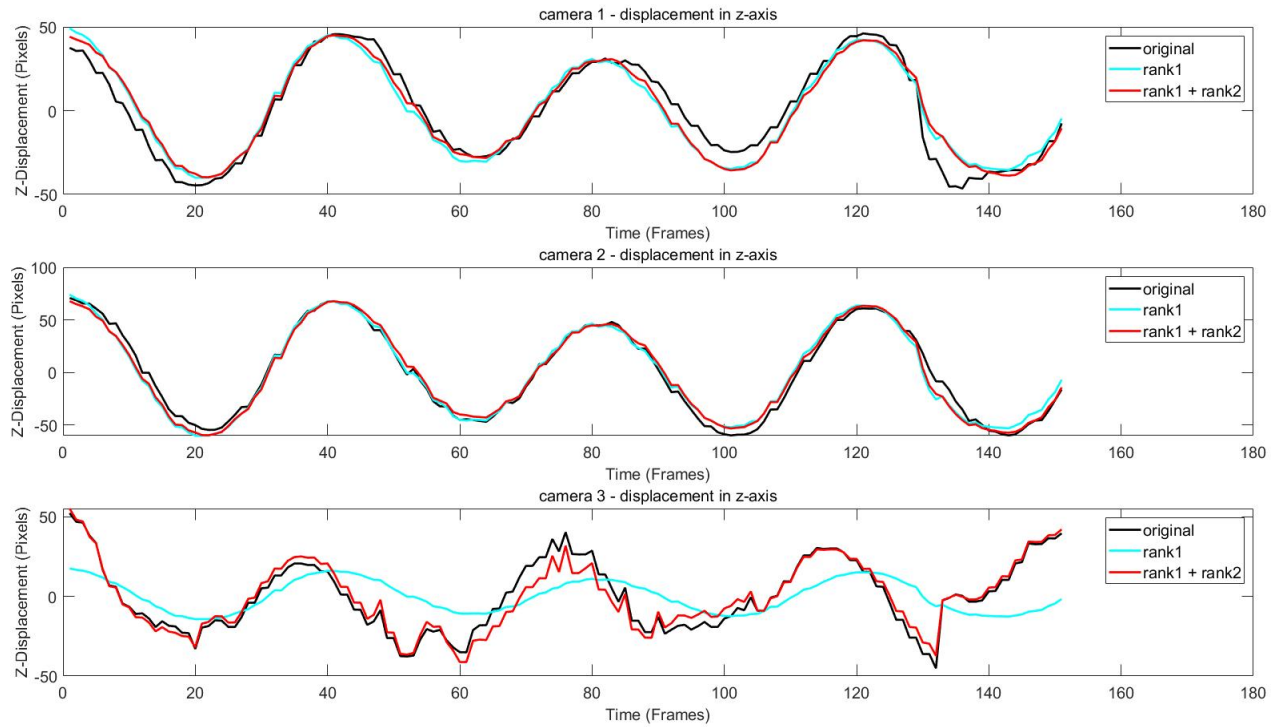 camera 1 - displacement in z-axis
Z-Displacement (Pixels)
50
0
-50
original
rank1
rank1 + rank2
0 20 40 60 80 100 120 140 160 180
Time (Frames)
camera 2 - displacement in z-axis
Z-Displacement (Pixels)
100
50
0
-50
original
rank1
rank1 + rank2
0 20 40 60 80 100 120 140 160 180
Time (Frames)
camera 3 - displacement in z-axis
Z-Displacement (Pixels)
50
0
-50
original
rank1
rank1 + rank2
0 20 40 60 80 100 120 140 160 180
Time (Frames)